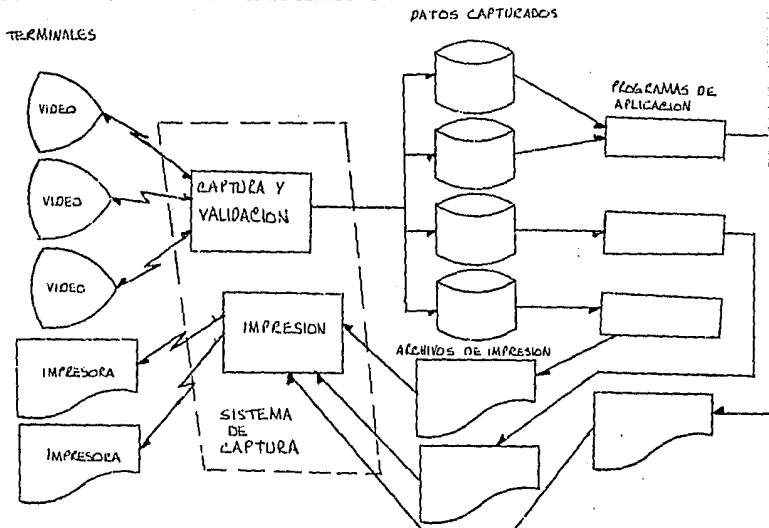 DATOS CAPTURADOS
TERMINALES
VIDEO
VIDEO
VIDEO
CAPTURA Y
VALIDACION
PROGRAMAS DE
APLICACION
IMPRESION
ARCHIVOS DE IMPRESION
IMPRESORA
IMPRESORA
SISTEMA
DE
CAPTURA